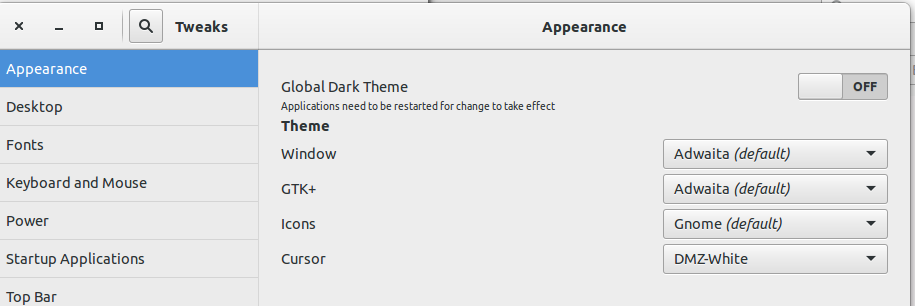 Tweaks
Appearance
Appearance
Desktop
Fonts
Keyboard and Mouse
Power
Startup Applications
Top Bar
Global Dark Theme
OFF
Applications need to be restarted for change to take effect
Theme
Window
Adwaita (default)
GTK+
Adwaita (default)
Icons
Gnome (default)
Cursor
DMZ-White